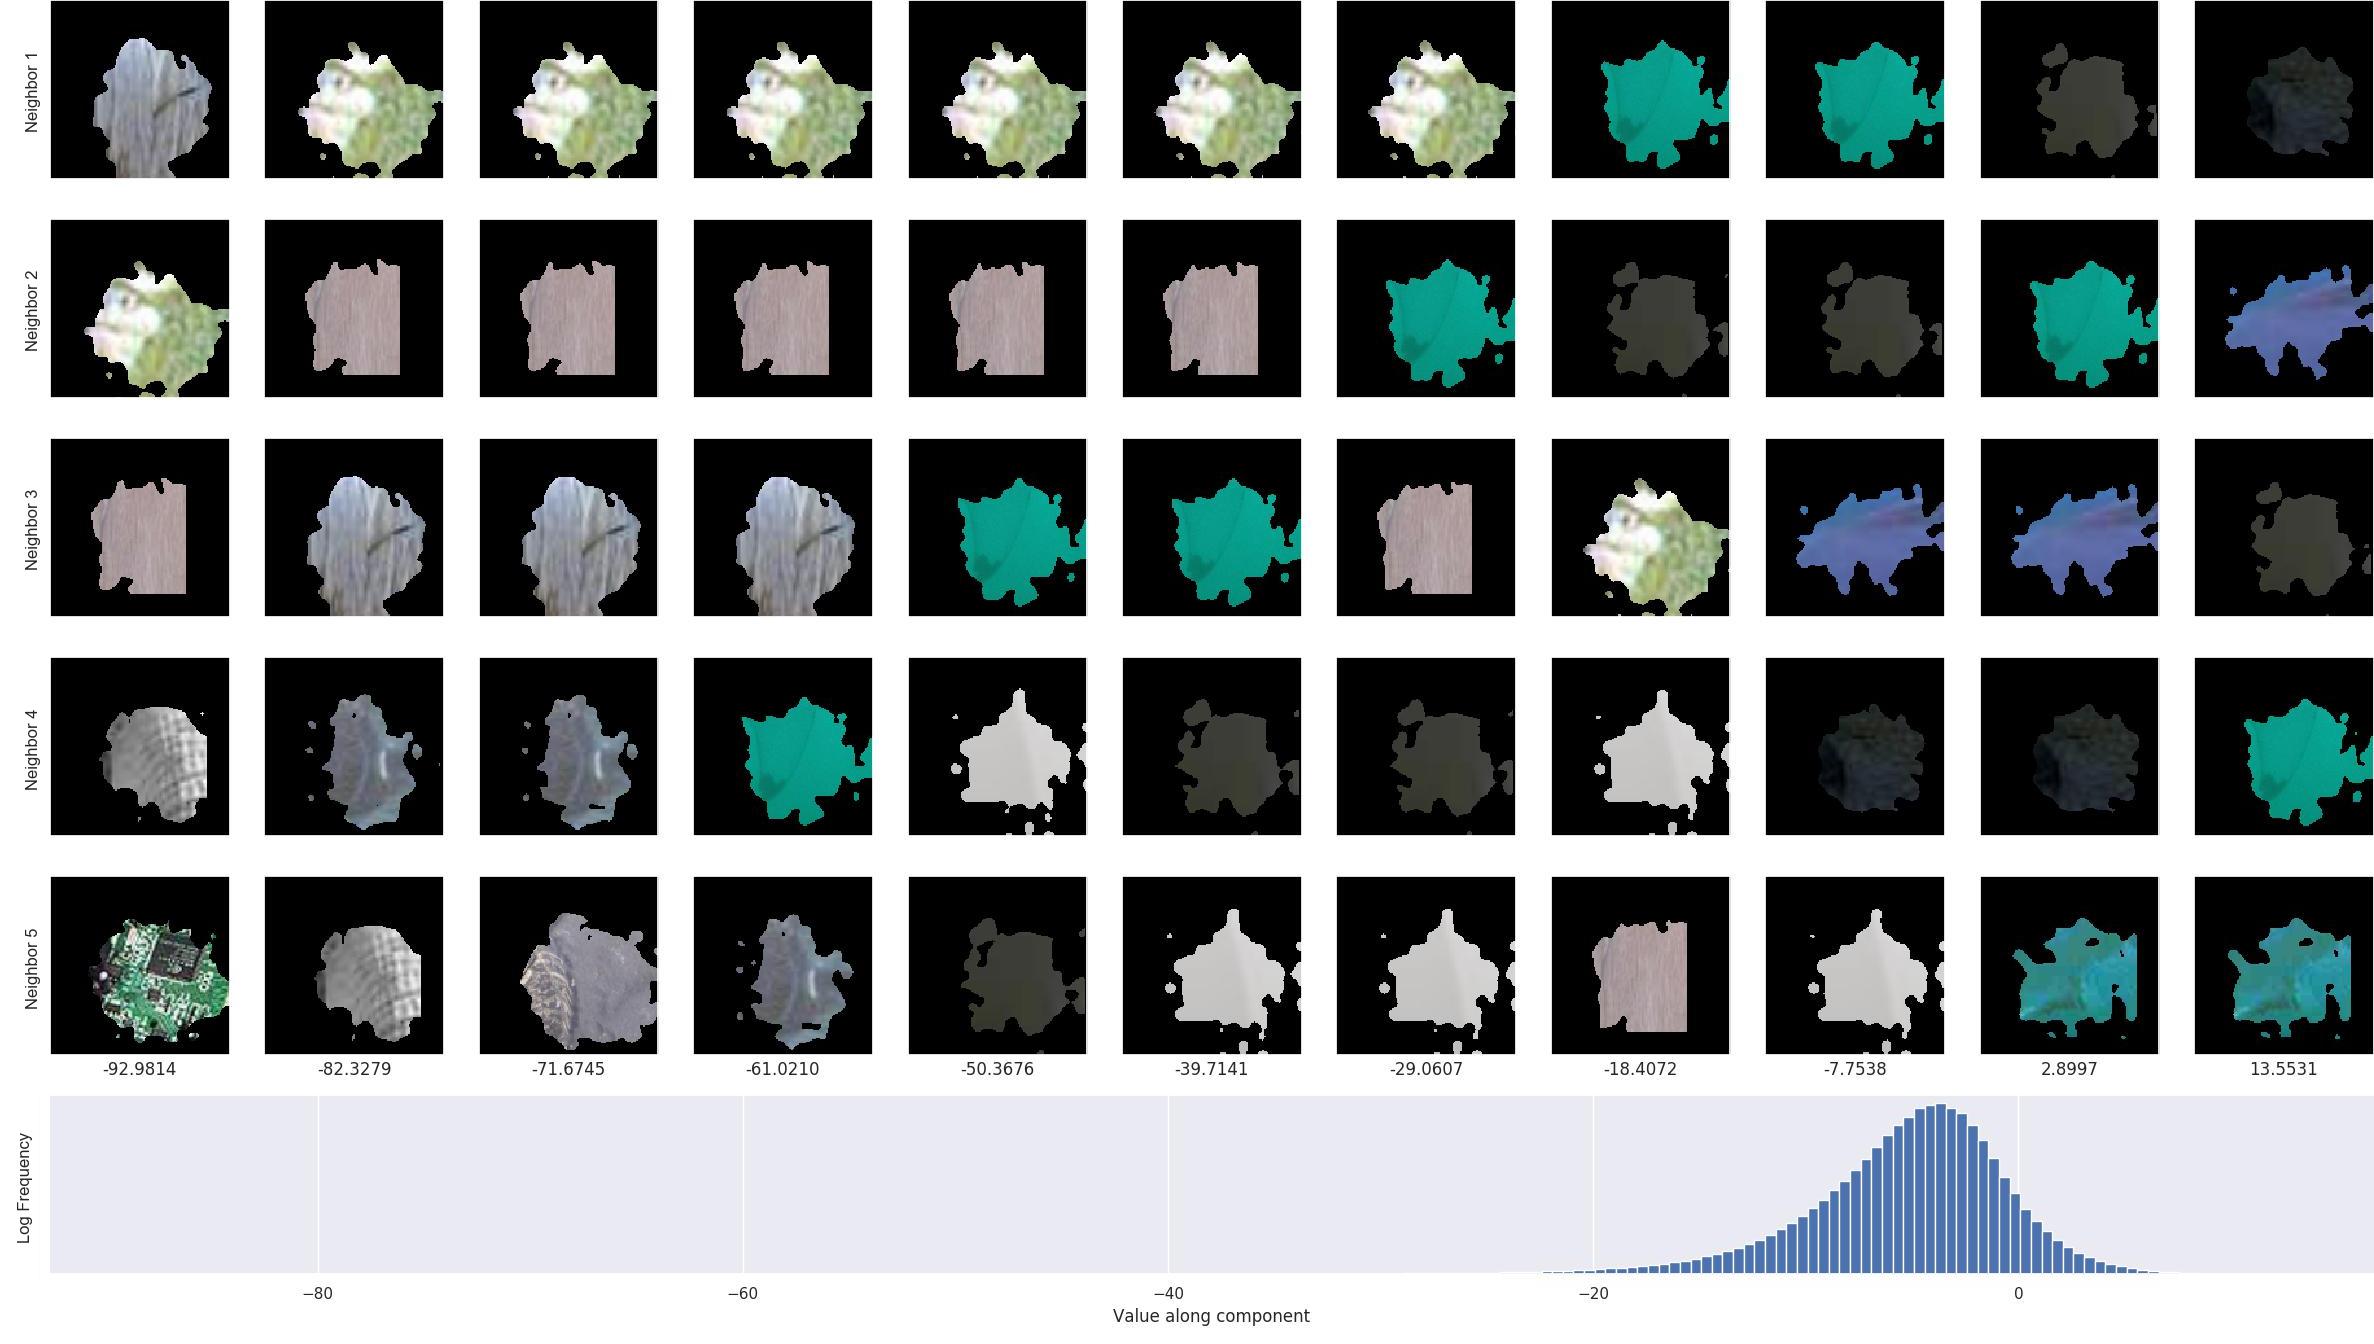 Neighbor 1
Neighbor 2
Neighbor 3
Neighbor 4
Neighbor 5
-92.9814 -82.3279 -71.6745 -61.0210 -50.3676 -39.7141 -29.0607 -18.4072 -7.7538 2.8997 13.5531
Log Frequency
−80 −60 −40 −20 0
Value along component